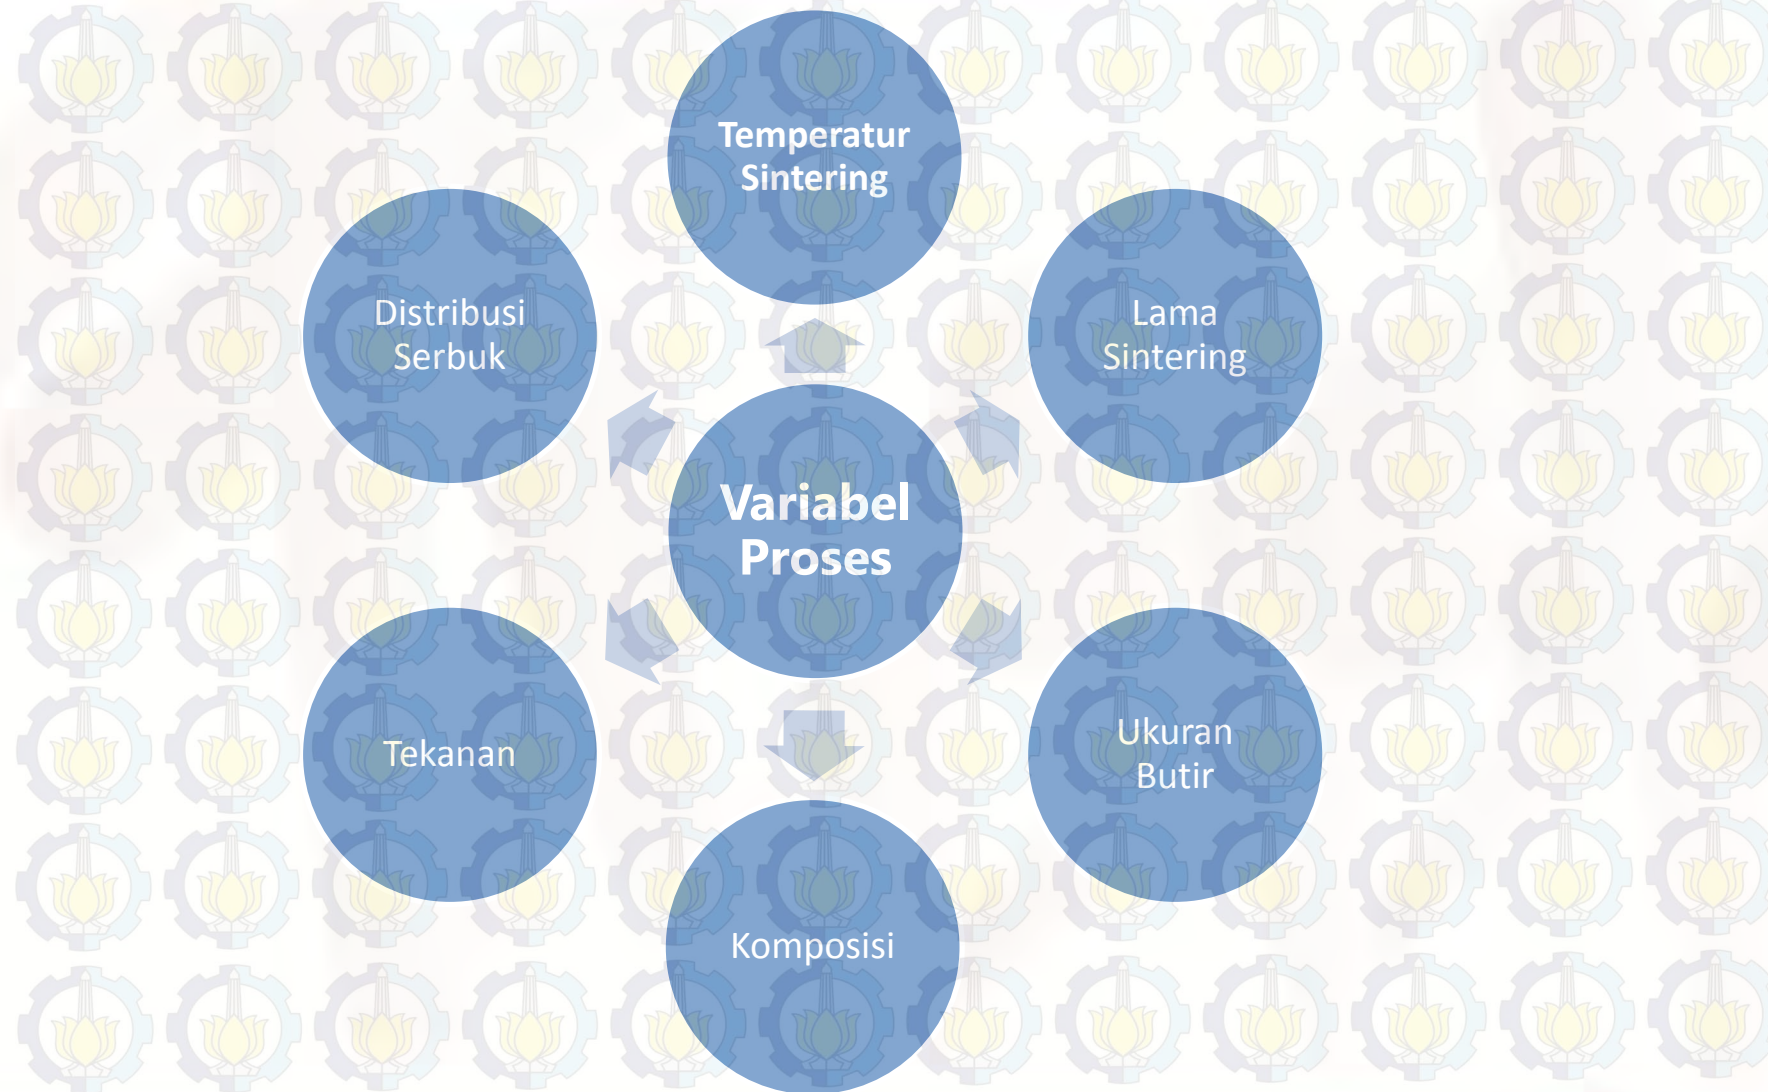 Temperatur
Sintering
Distribusi
Serbuk
Lama
Sintering
Variabel
Proses
Tekanan
Ukuran
Butir
Komposisi